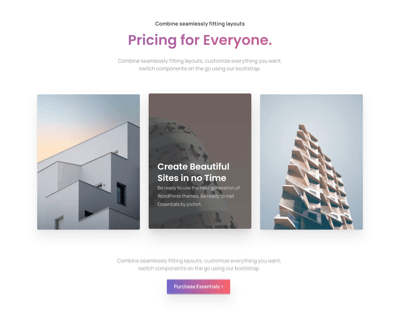 Combine seamlessly fitting layouts
Pricing for Everyone.
Combine seamlessly fitting layouts, customize everything you want,
switch components on the go using our bootstrap.
Create Beautiful
Sites in no Time
Be ready to use the next generation of
WordPress themes. Be ready to met
Essentials by pixfort.
Combine seamlessly fitting layouts, customize everything you want,
switch components on the go using our bootstrap.
Purchase Essentials ›